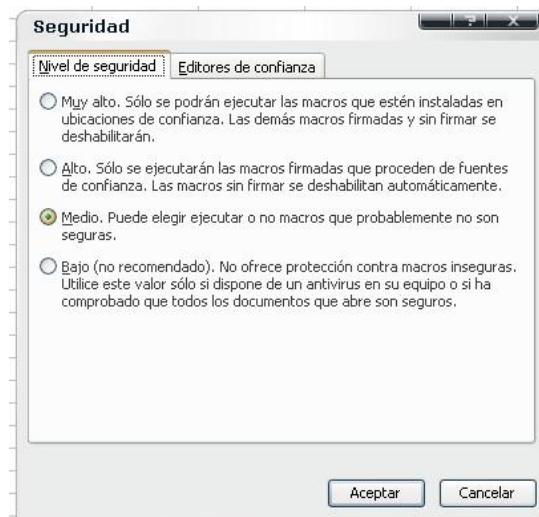 Seguridad
Nivel de seguridad
Editores de confianza
Muy alto. Sólo se podrán ejecutar las macros que estén instaladas en
ubicaciones de confianza. Las demás macros firmadas y sin firmar se
deshabilitarán.
Alto. Sólo se ejecutarán las macros firmadas que proceden de fuentes
de confianza. Las macros sin firmar se deshabilitan automáticamente.
Medio. Puede elegir ejecutar o no macros que probablemente no son
seguras.
Bajo (no recomendado). No ofrece protección contra macros inseguras.
Utilice este valor sólo si dispone de un antivirus en su equipo o si ha
comprobado que todos los documentos que abre son seguros.
Aceptar
Cancelar